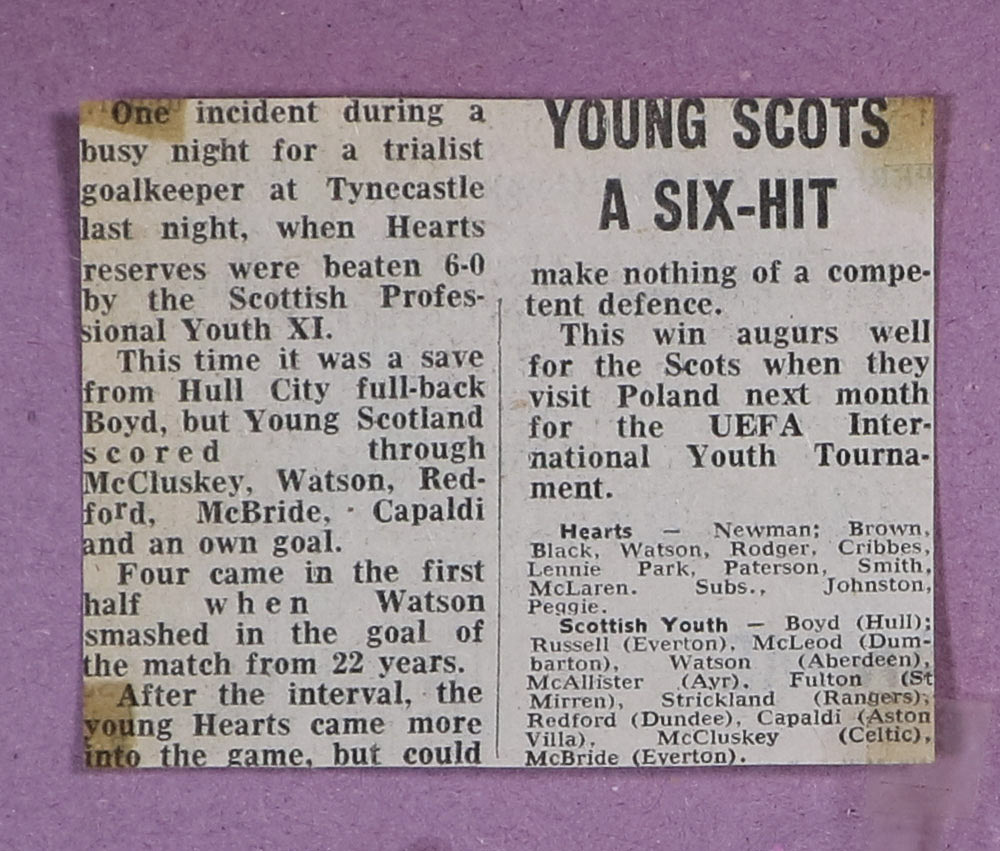 YOUNG SCOTS
A SIX-HIT
One incident during a
busy night for a trialist
goalkeeper at Tynecastle
last night, when Hearts
reserves were beaten 6-0
by the Scottish Profes-
sional Youth XI.
This time it was a save
from Hull City full-back
Boyd, but Young Scotland
scored through
McCluskey, Watson, Red-
ford, McBride, Capaldi
and an own goal.
Four came in the first
half when Watson
smashed in the goal of
the match from 22 years.
After the interval, the
young Hearts came more
into the game, but could
make nothing of a compe-
tent defence.
This win augurs well
for the Scots when they
visit Poland next month
for the UEFA Inter-
national Youth Tourna-
ment.
Hearts — Newman; Brown,
Black, Watson, Rodger, Cribbes,
Lennie Park, Paterson, Smith,
McLaren. Subs., Johnston,
Peggie.
Scottish Youth — Boyd (Hull);
Russell (Everton), McLeod (Dum-
barton), Watson (Aberdeen),
McAllister (Ayr), Fulton (St
Mirren), Strickland (Rangers),
Redford (Dundee), Capaldi (Aston
Villa), McCluskey (Celtic),
McBride (Everton).